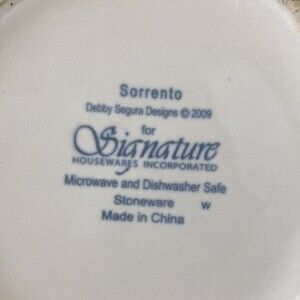 Sorrento
Debby Segura Designs © 2009
for
Signature
HOUSEWARES INCORPORATED
Microwave and Dishwasher Safe
Stoneware w
Made in China